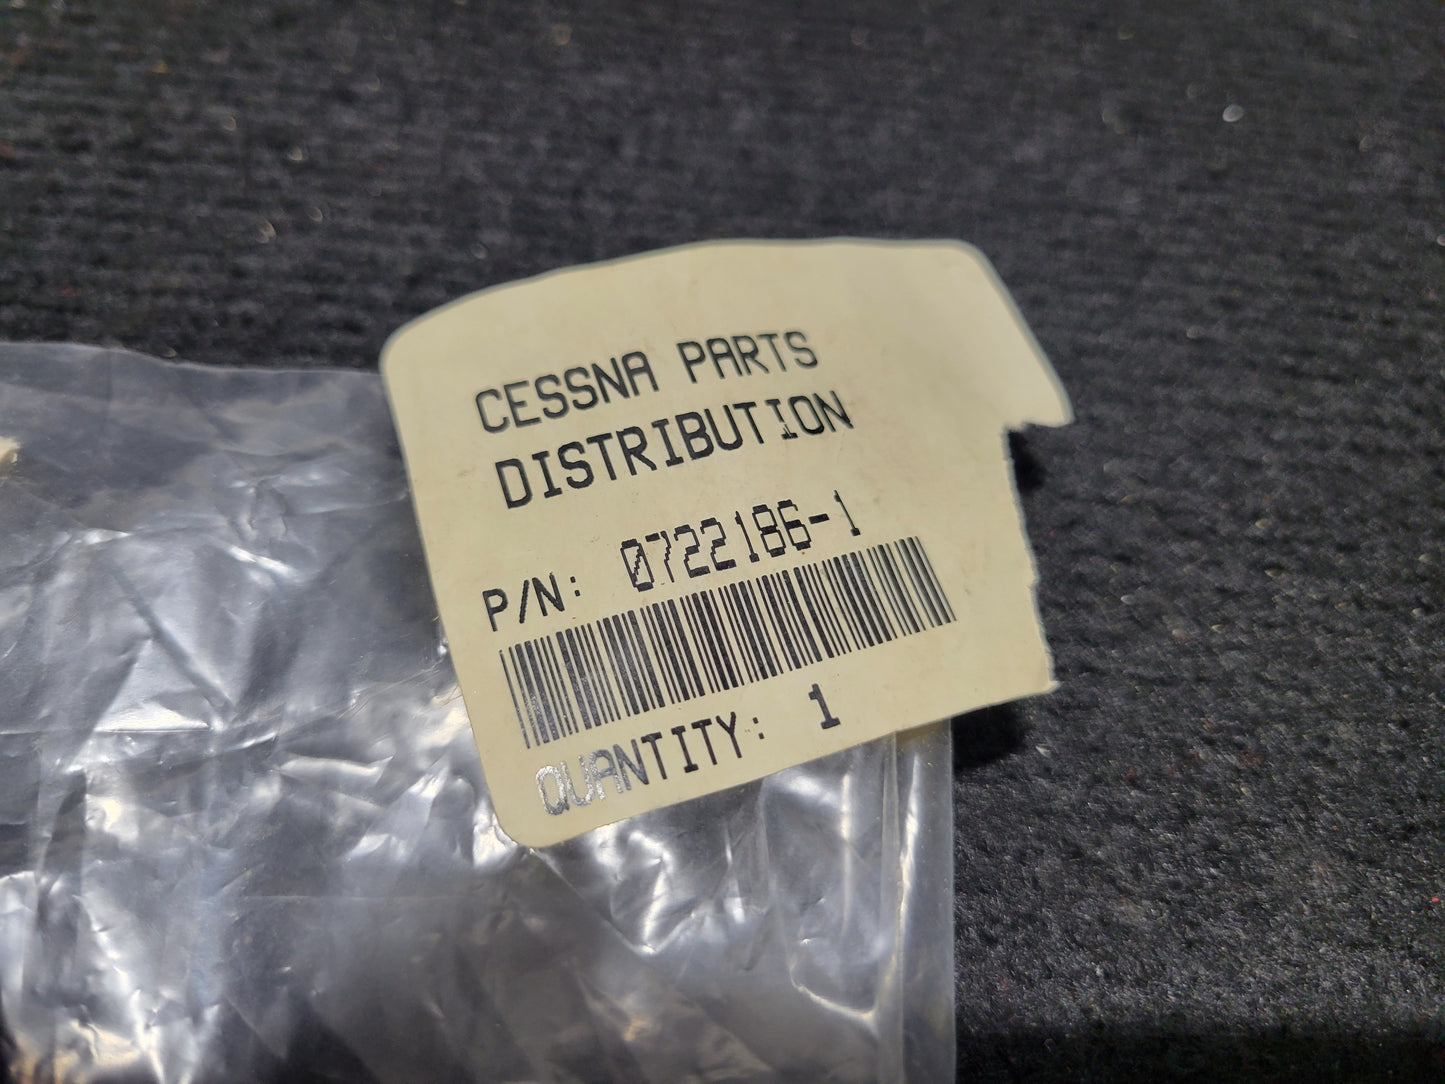 CESSNA PARTS
DISTRIBUTION
P/N: 0722186-1
QUANTITY: 1